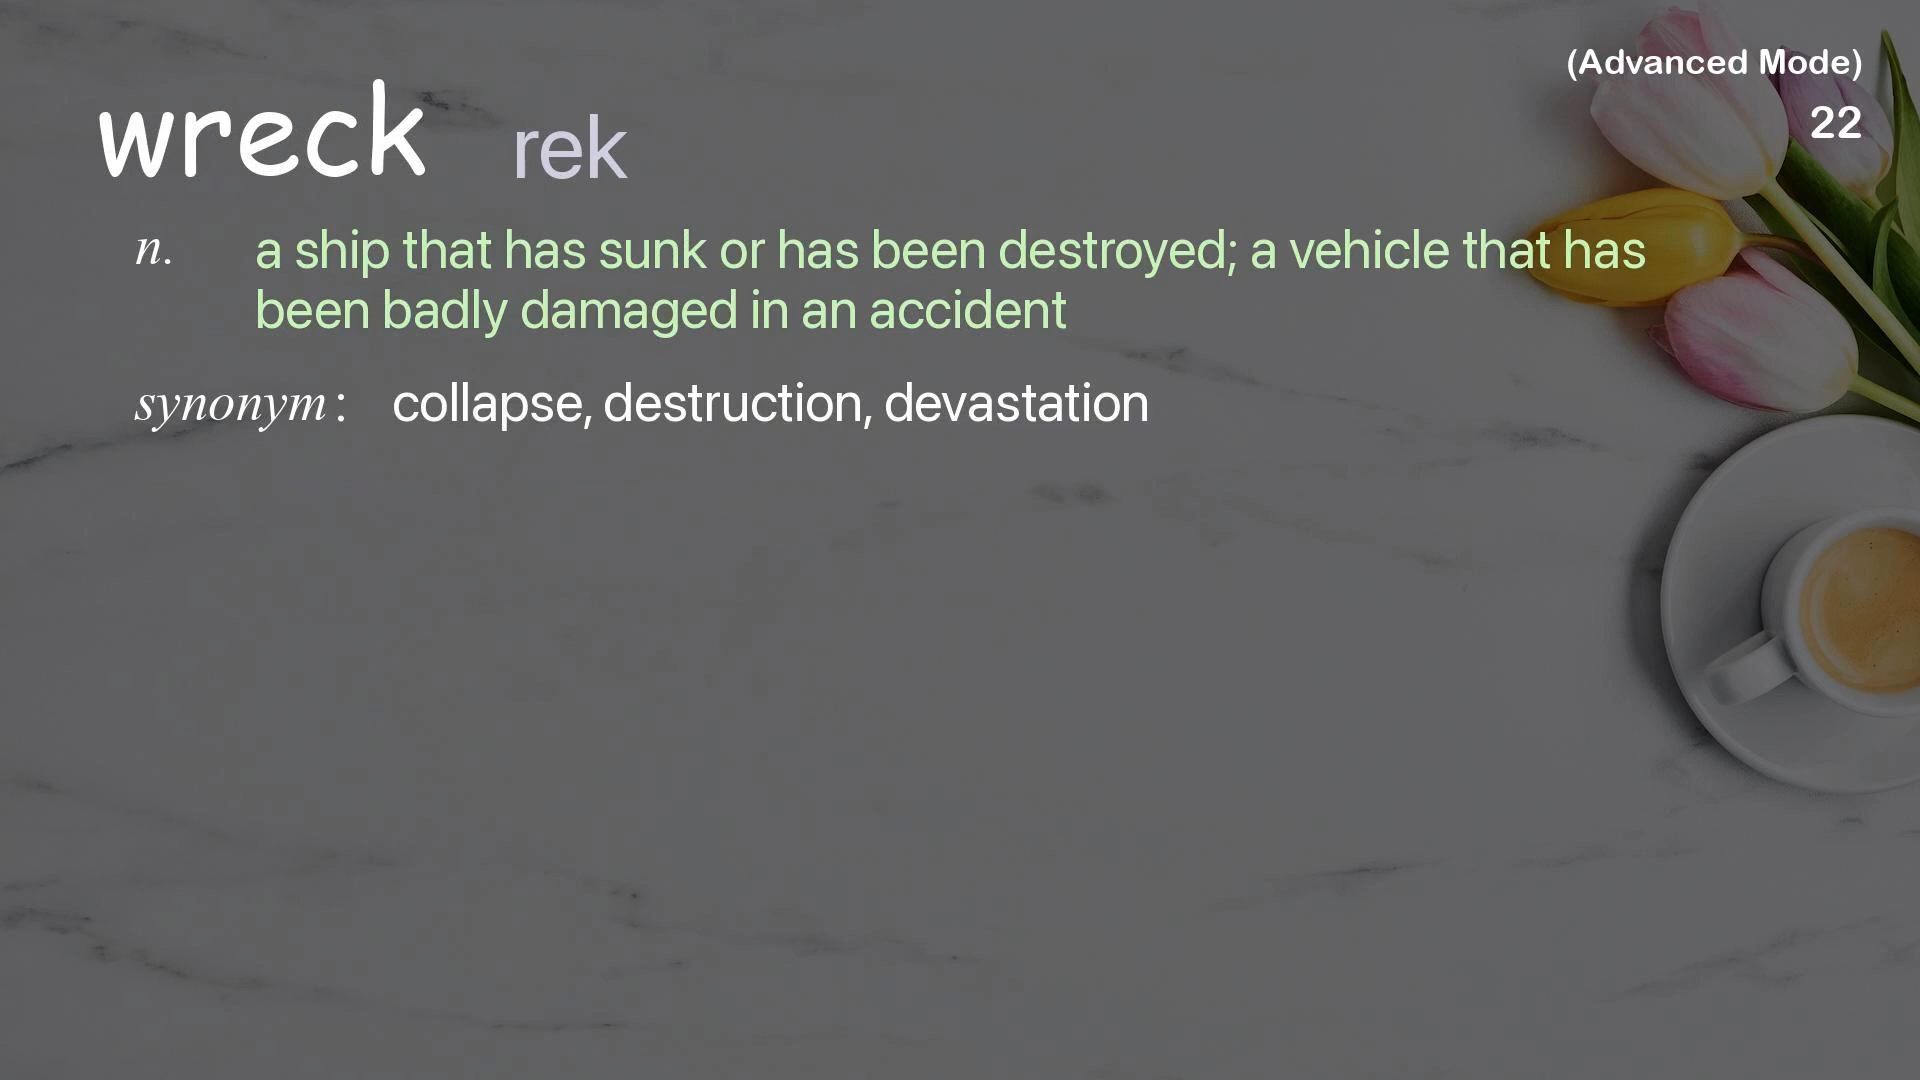 (Advanced Mode)
22
wreck rek
n. a ship that has sunk or has been destroyed; a vehicle that has
been badly damaged in an accident
synonym: collapse, destruction, devastation